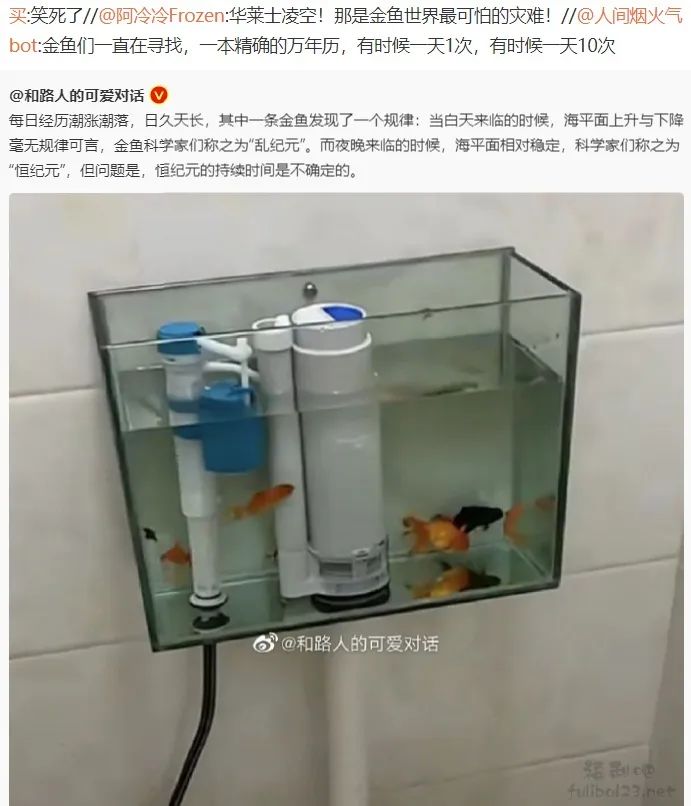 买:笑死了//@阿冷冷Frozen:华莱士凌空！那是金鱼世界最可怕的灾难！//@人间烟火气
bot:金鱼们一直在寻找，一本精确的万年历，有时候一天1次，有时候一天10次
@和路人的可爱对话
每日经历潮涨潮落，日久天长，其中一条金鱼发现了一个规律：当白天来临的时候，海平面上升与下降
毫无规律可言，金鱼科学家们称之为“乱纪元”。而夜晚来临的时候，海平面相对稳定，科学家们称之为
“恒纪元”，但问题是，恒纪元的持续时间是不确定的。
@和路人的可爱对话
fuliba123.net